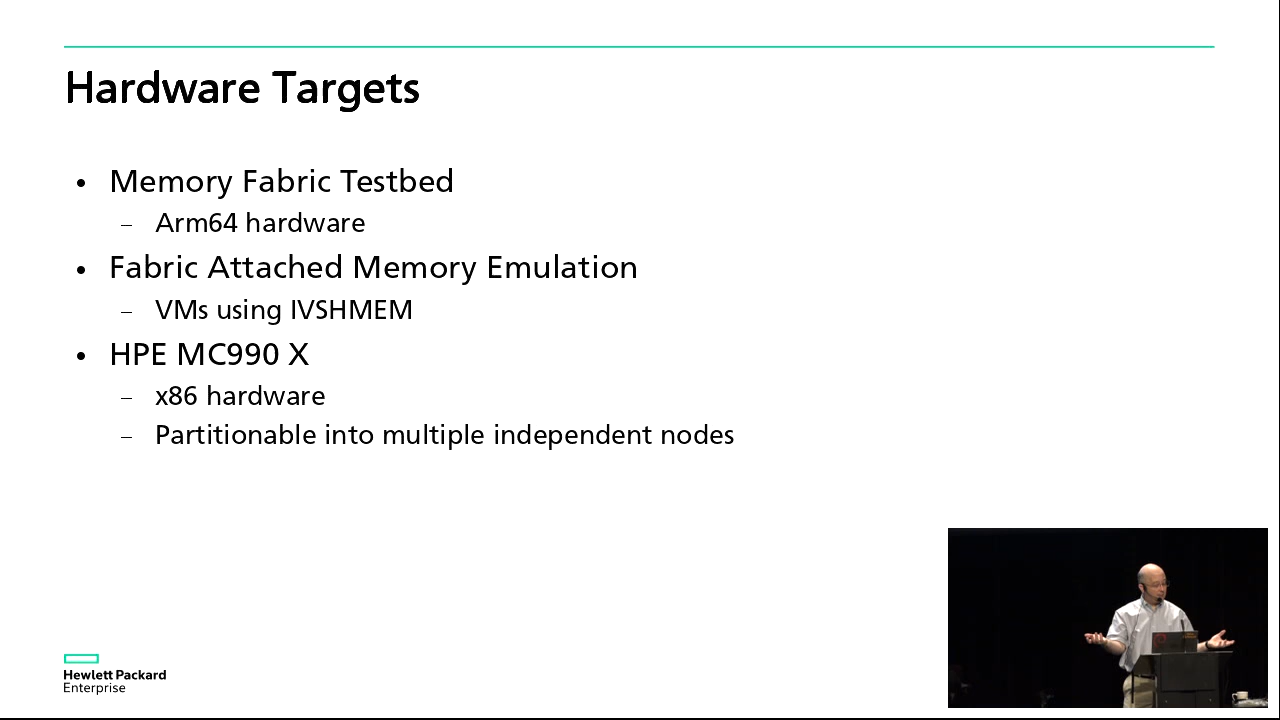 Hardware Targets
• Memory Fabric Testbed
– Arm64 hardware
• Fabric Attached Memory Emulation
– VMs using IVSHMEM
• HPE MC990 X
– x86 hardware
– Partitionable into multiple independent nodes
Hewlett Packard
Enterprise